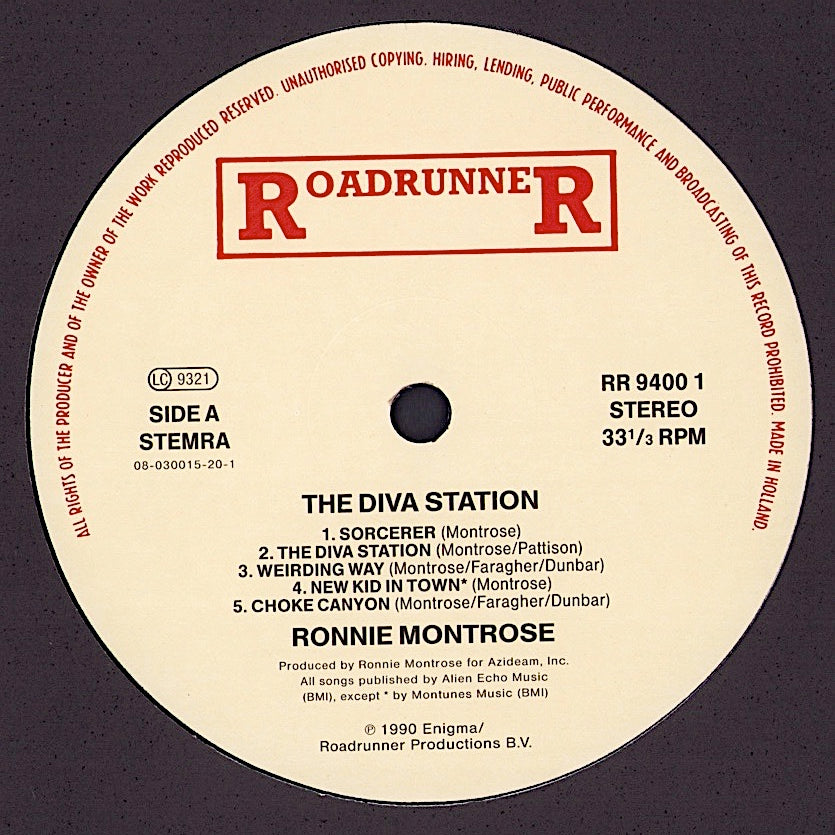 ALL RIGHTS OF THE PRODUCER AND OF THE OWNER OF THE WORK REPRODUCED RESERVED. UNAUTHORISED COPYING. HIRING, LENDING, PUBLIC PERFORMANCE AND BROADCASTING OF THIS RECORD PROHIBITED. MADE IN HOLLAND.
ROADRUNNER
LC 9321
SIDE A
STEMRA
08-030015-20-1
RR 9400 1
STEREO
33 1/3 RPM
THE DIVA STATION
1. SORCERER (Montrose)
2. THE DIVA STATION (Montrose/Pattison)
3. WEIRDING WAY (Montrose/Faragher/Dunbar)
4. NEW KID IN TOWN* (Montrose)
5. CHOKE CANYON (Montrose/Faragher/Dunbar)
RONNIE MONTROSE
Produced by Ronnie Montrose for Azideam, Inc.
All songs published by Alien Echo Music
(BMI), except * by Montunes Music (BMI)
℗ 1990 Enigma/
Roadrunner Productions B.V.